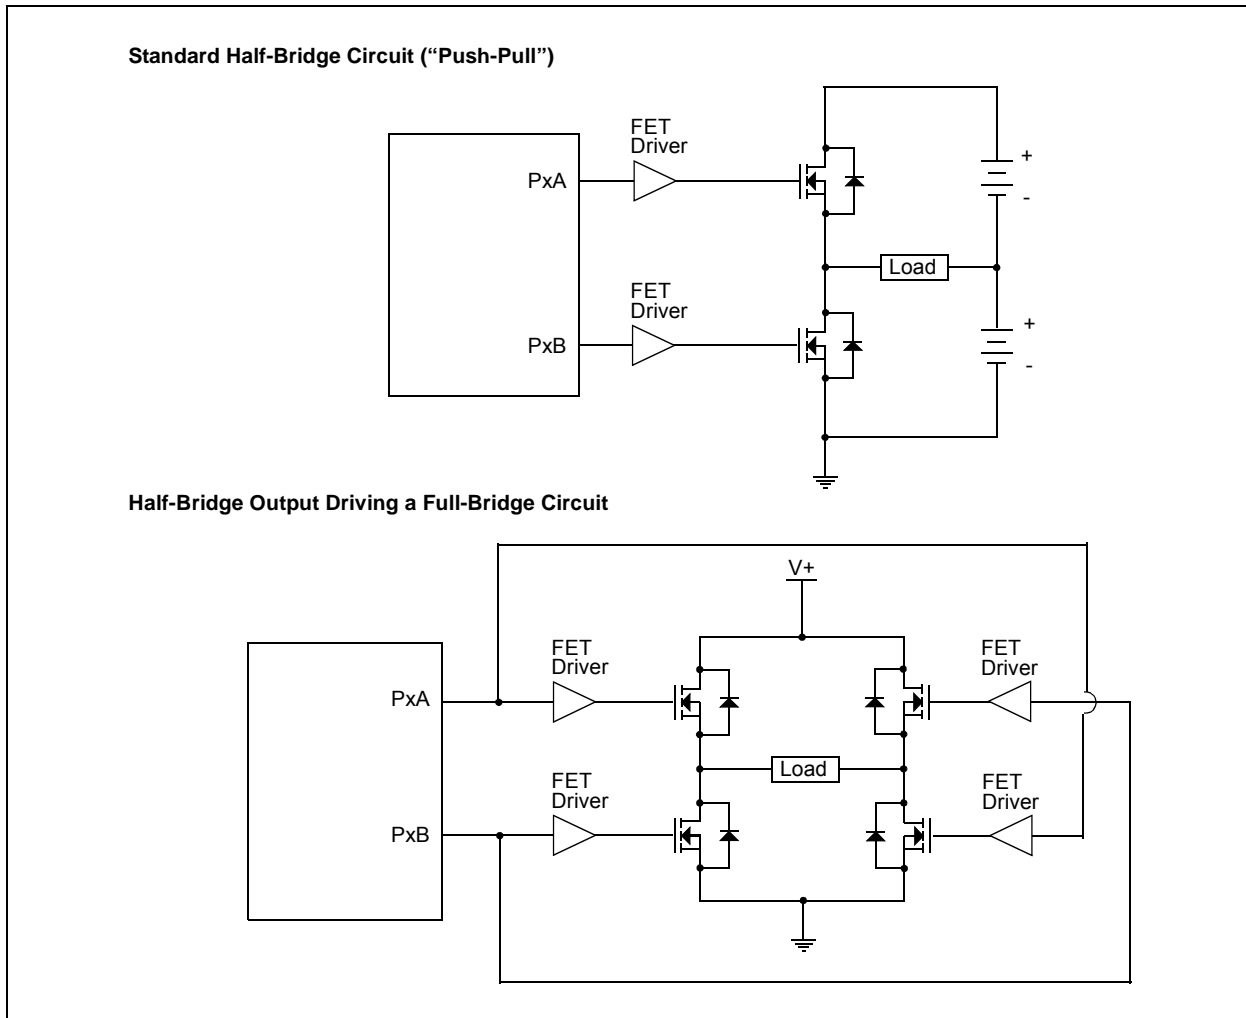 Standard Half-Bridge Circuit (“Push-Pull”)
FET
Driver
PxA
+
-
Load
FET
Driver
PxB
+
-
Half-Bridge Output Driving a Full-Bridge Circuit
V+
FET
Driver
FET
Driver
PxA
Load
FET
Driver
FET
Driver
PxB